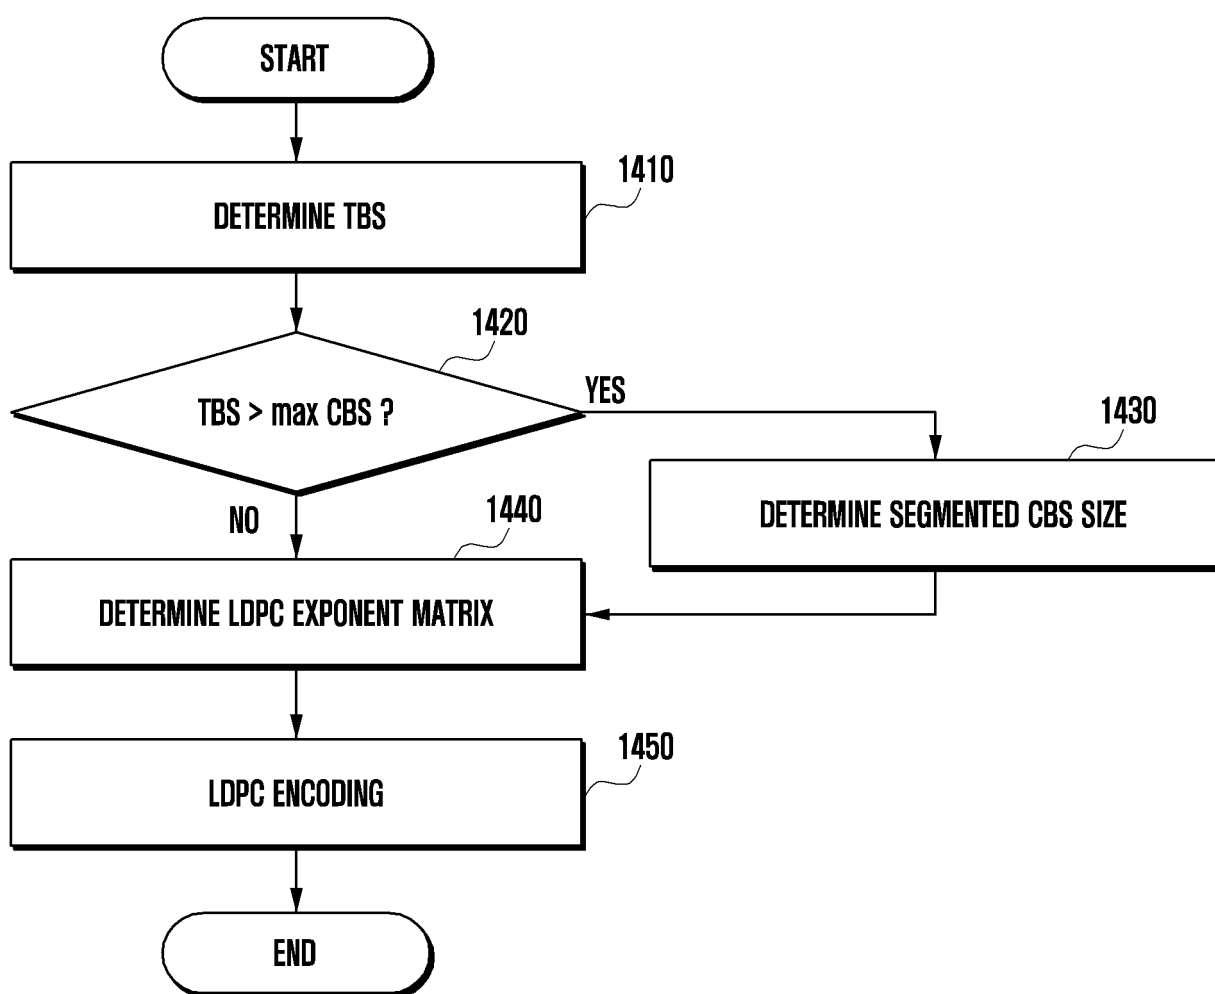 START
1410
DETERMINE TBS
1420
TBS > max CBS ?
YES
1430
DETERMINE SEGMENTED CBS SIZE
NO
1440
DETERMINE LDPC EXPONENT MATRIX
1450
LDPC ENCODING
END